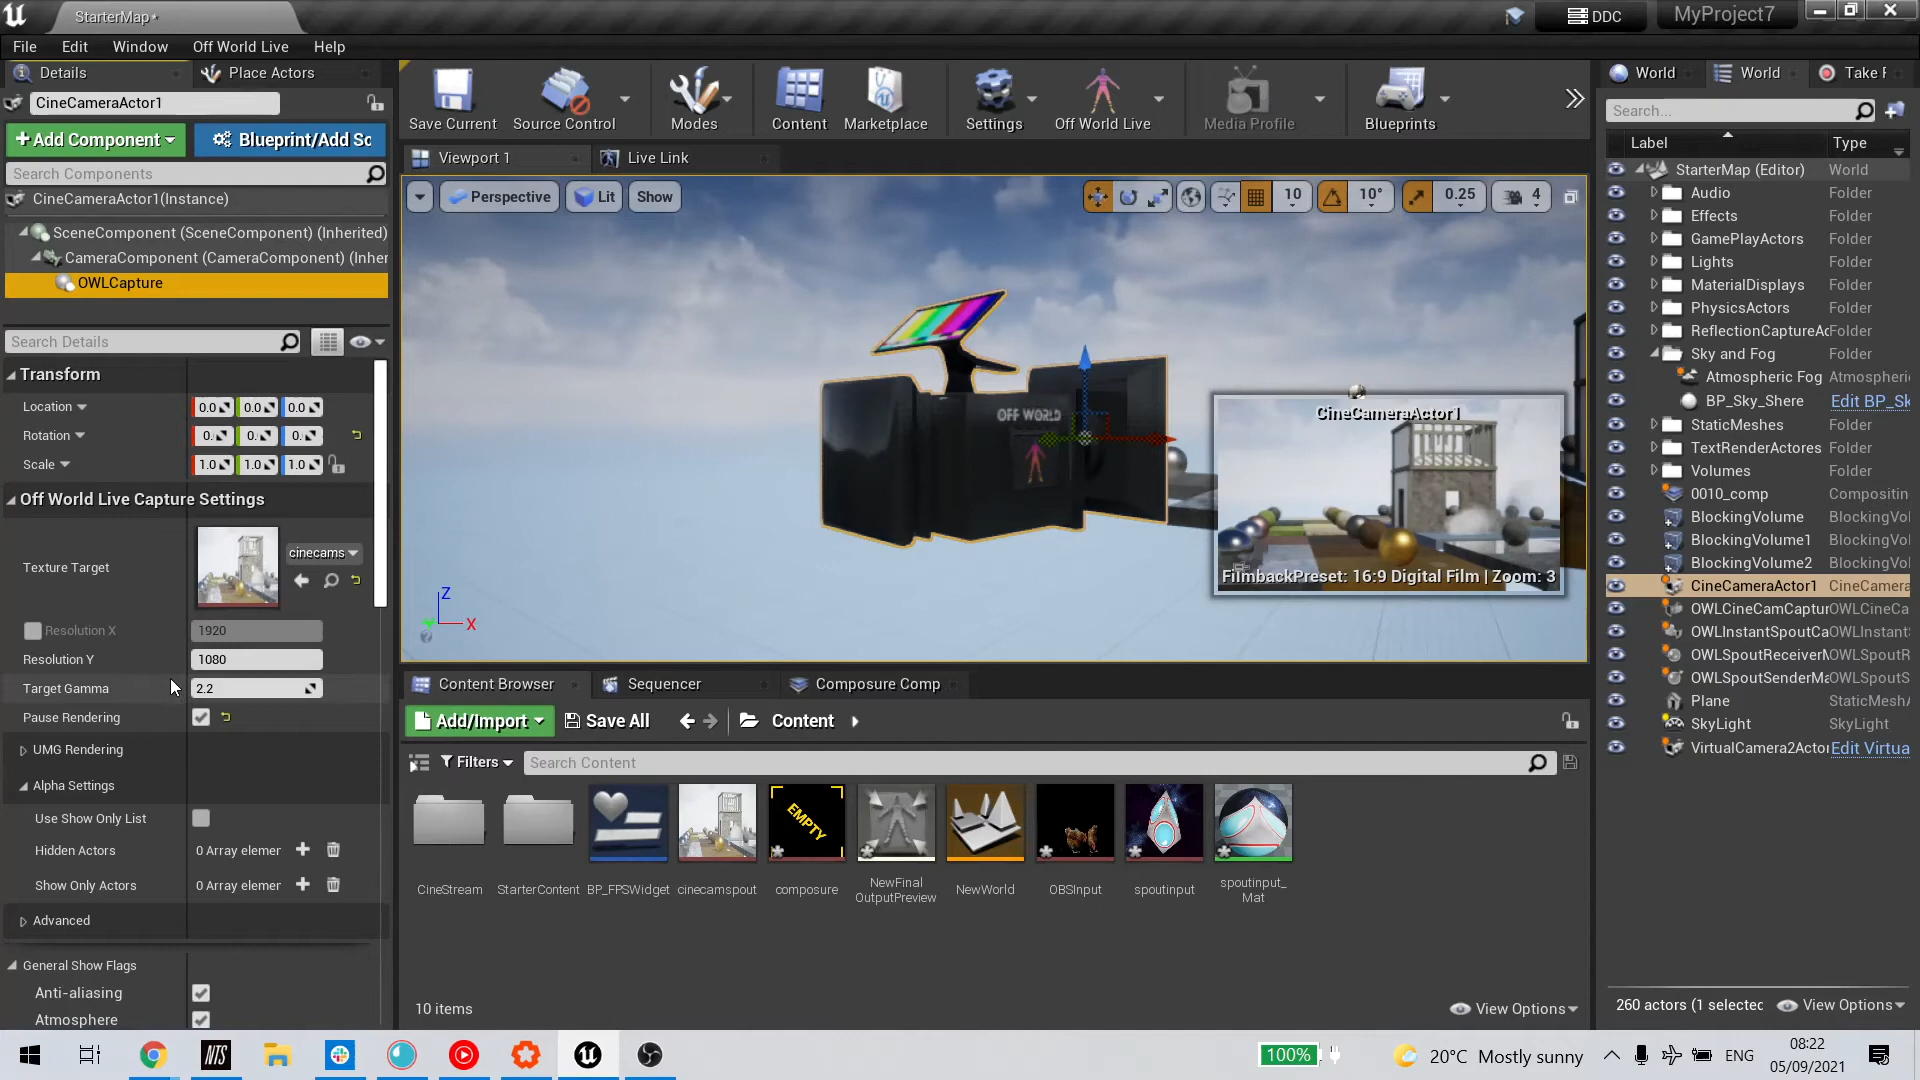 StarterMap*
DDC
MyProject7
File Edit Window Off World Live Help
Details
Place Actors
CineCameraActor1
+Add Component
Blueprint/Add Sc
Search Components
CineCameraActor1(Instance)
SceneComponent (SceneComponent) (Inherited)
CameraComponent (CameraComponent) (Inher
OWLCapture
Search Details
Transform
Location 0.0 0.0 0.0
Rotation 0. 0. 0.
Scale 1.0 1.0 1.0
Off World Live Capture Settings
Texture Target
cinecams
Resolution X 1920
Resolution Y 1080
Target Gamma 2.2
Pause Rendering
UMG Rendering
Alpha Settings
Use Show Only List
Hidden Actors 0 Array elemer
Show Only Actors 0 Array elemer
Advanced
General Show Flags
Anti-aliasing
Atmosphere
Save Current
Source Control
Modes
Content
Marketplace
Settings
Off World Live
Media Profile
Blueprints
Viewport 1
Live Link
Perspective
Lit
Show
10
10°
0.25
4
OFF WORLD
Z
X
CineCameraActor1
FilmbackPreset: 16:9 Digital Film | Zoom: 3
Content Browser
Sequencer
Composure Comp
Add/Import
Save All
Content
Filters
Search Content
EMPTY
CineStream
StarterContent
BP_FPSWidget
cinecamspout
composure
NewFinal
OutputPreview
NewWorld
OBSInput
spoutinput
spoutinput_
Mat
10 items
View Options
World
World
Take F
Search...
Label Type
StarterMap (Editor) World
Audio Folder
Effects Folder
GamePlayActors Folder
Lights Folder
MaterialDisplays Folder
PhysicsActors Folder
ReflectionCaptureAc Folder
Sky and Fog Folder
Atmospheric Fog Atmospheri
BP_Sky_Shere Edit BP_Sk
StaticMeshes Folder
TextRenderActores Folder
Volumes Folder
0010_comp Compositin
BlockingVolume BlockingVo
BlockingVolume1 BlockingVo
BlockingVolume2 BlockingVo
CineCameraActor1 CineCamera
OWLCineCamCaptur OWLCineCa
OWLInstantSpoutCa OWLInstant
OWLSpoutReceiverM OWLSpoutR
OWLSpoutSenderMa OWLSpoutS
Plane StaticMeshA
SkyLight SkyLight
VirtualCamera2Actor Edit Virtua
260 actors (1 selectec
View Options
NTS
100%
20°C Mostly sunny
ENG
08:22
05/09/2021